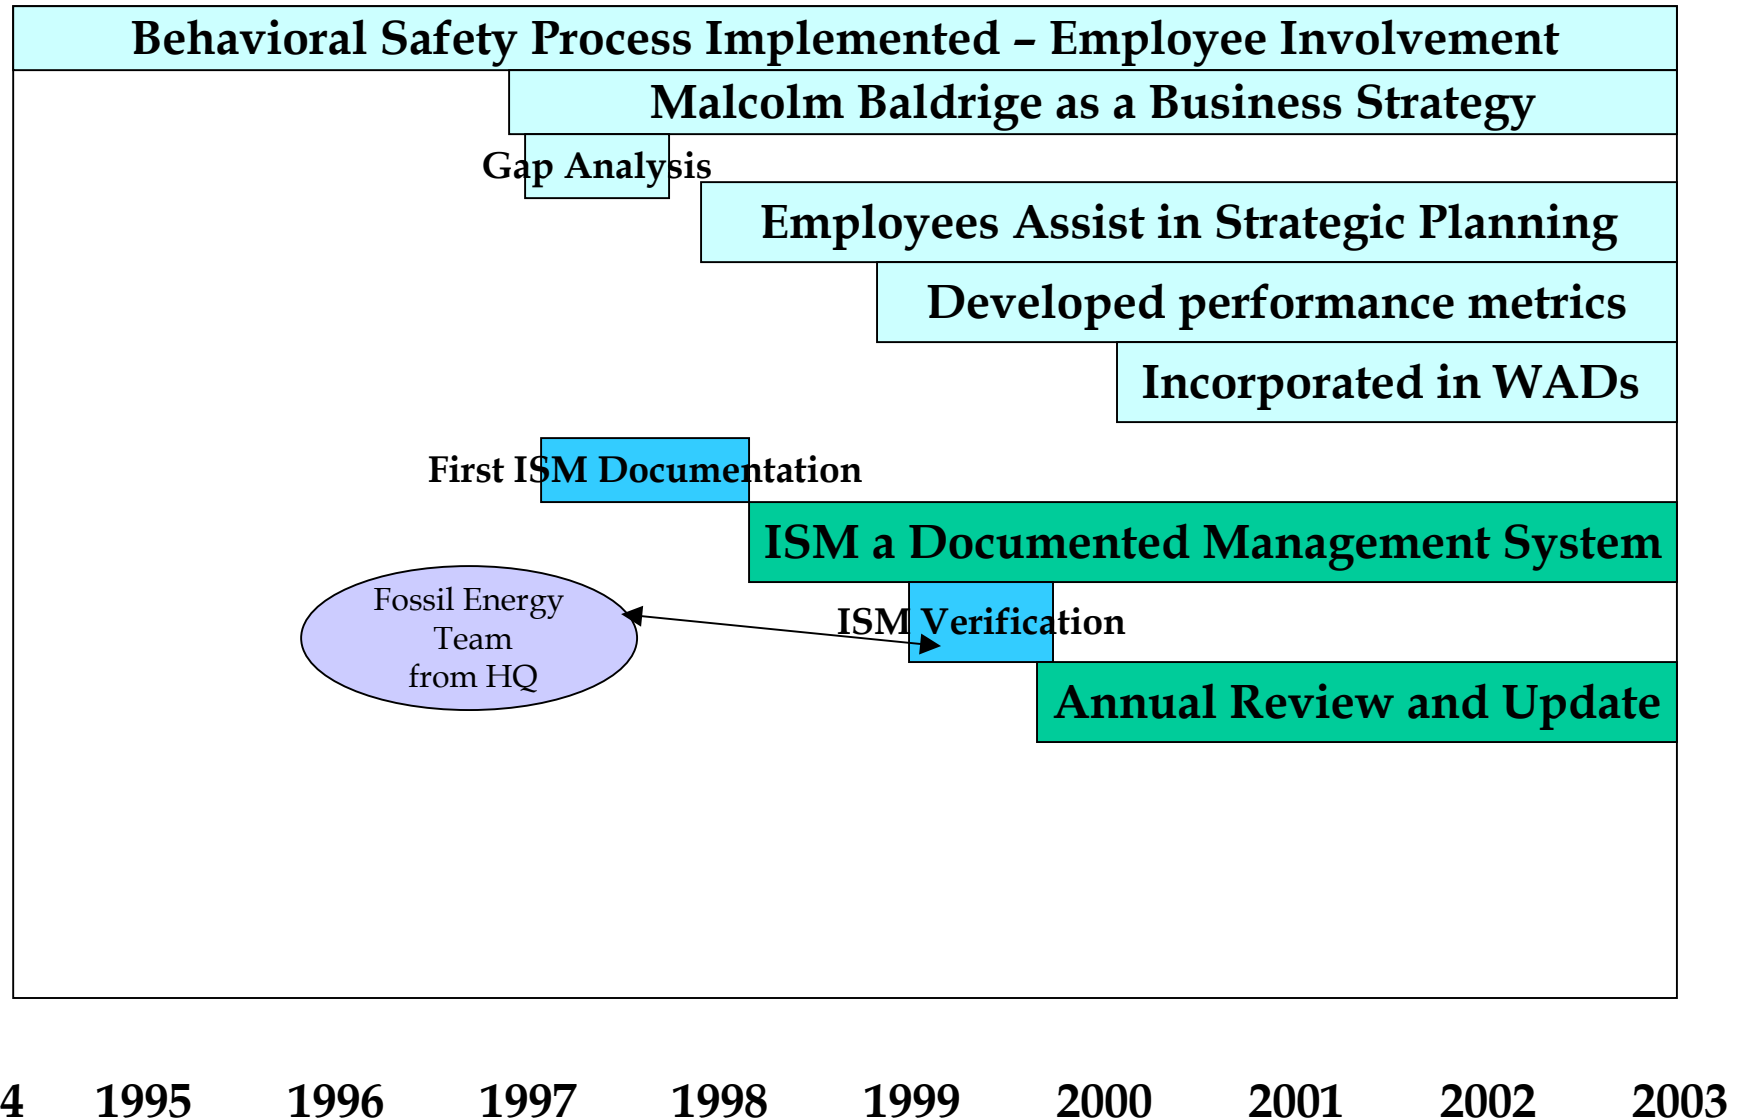 Behavioral Safety Process Implemented – Employee Involvement
Malcolm Baldrige as a Business Strategy
Gap Analysis
Employees Assist in Strategic Planning
Developed performance metrics
Incorporated in WADs
First ISM Documentation
ISM a Documented Management System
Fossil Energy
Team
from HQ
ISM Verification
Annual Review and Update
4 1995 1996 1997 1998 1999 2000 2001 2002 2003